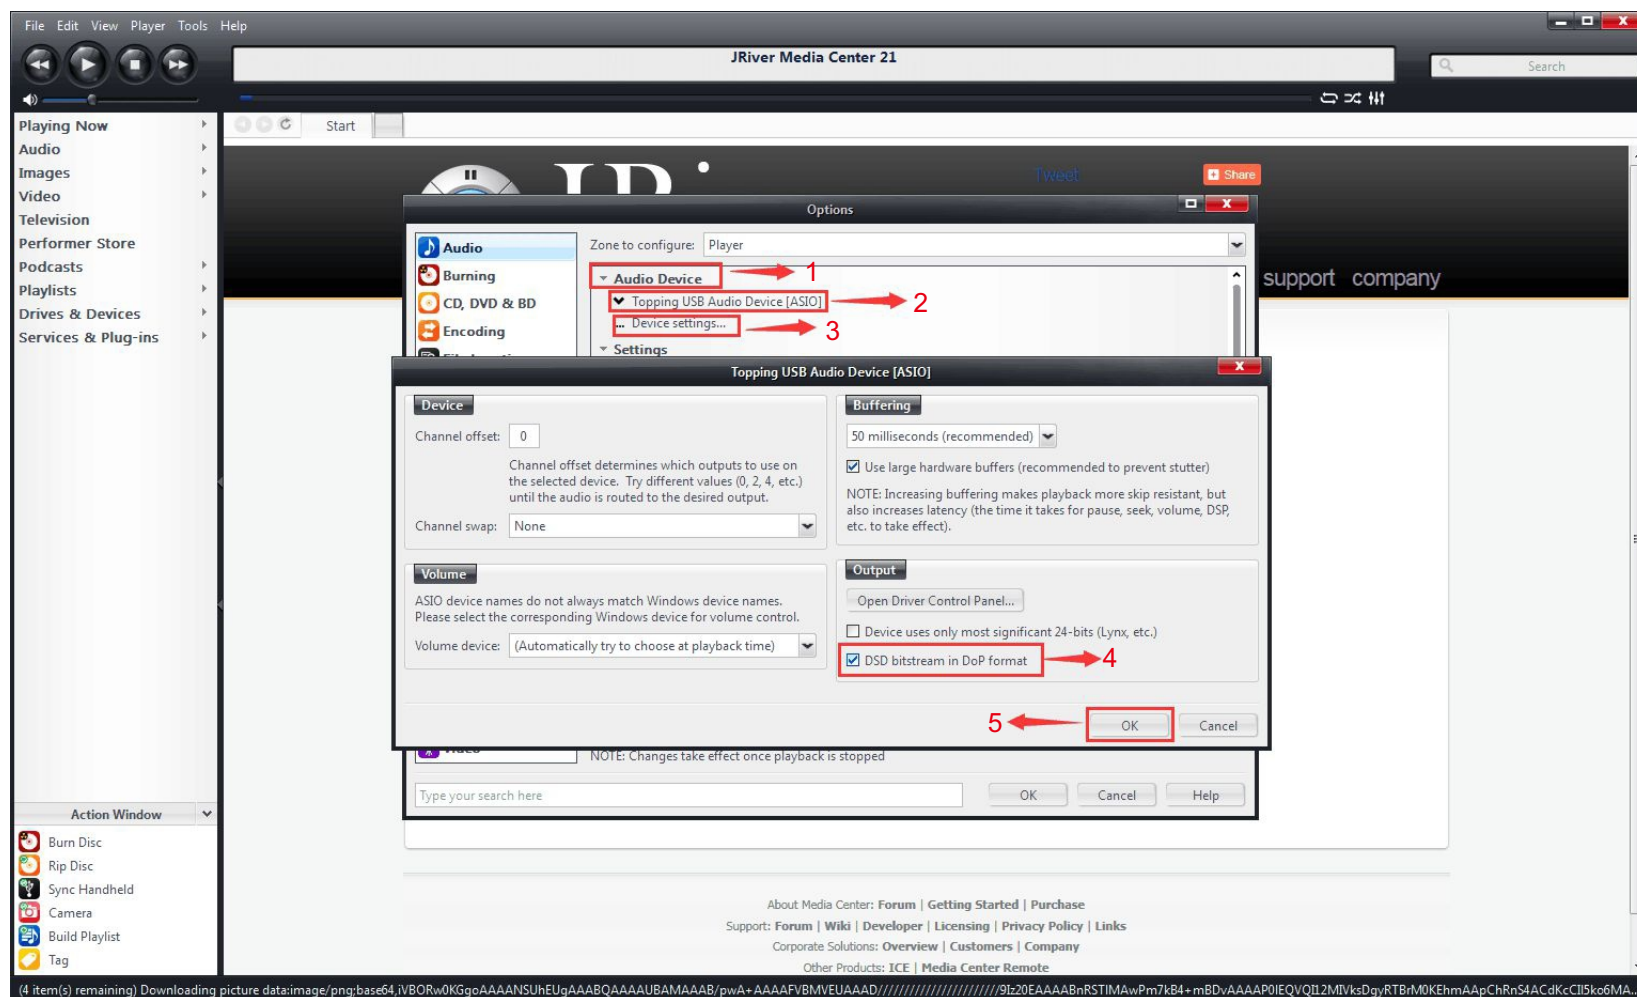 File Edit View Player Tools Help
JRiver Media Center 21
Search
Playing Now
Audio
Images
Video
Television
Performer Store
Podcasts
Playlists
Drives & Devices
Services & Plug-ins
Start
Tweet
Share
support company
Options
Audio
Burning
CD, DVD & BD
Encoding
Zone to configure: Player
Audio Device
1
Topping USB Audio Device [ASIO]
2
... Device settings...
3
Settings
Topping USB Audio Device [ASIO]
Device
Channel offset: 0
Channel offset determines which outputs to use on
the selected device. Try different values (0, 2, 4, etc.)
until the audio is routed to the desired output.
Channel swap: None
Volume
ASIO device names do not always match Windows device names.
Please select the corresponding Windows device for volume control.
Volume device: (Automatically try to choose at playback time)
Buffering
50 milliseconds (recommended)
Use large hardware buffers (recommended to prevent stutter)
NOTE: Increasing buffering makes playback more skip resistant, but
also increases latency (the time it takes for pause, seek, volume, DSP,
etc. to take effect).
Output
Open Driver Control Panel...
Device uses only most significant 24-bits (Lynx, etc.)
DSD bitstream in DoP format
4
5
OK Cancel
NOTE: Changes take effect once playback is stopped
Type your search here
OK Cancel Help
Action Window
Burn Disc
Rip Disc
Sync Handheld
Camera
Build Playlist
Tag
About Media Center: Forum | Getting Started | Purchase
Support: Forum | Wiki | Developer | Licensing | Privacy Policy | Links
Corporate Solutions: Overview | Customers | Company
Other Products: ICE | Media Center Remote
(4 item(s) remaining) Downloading picture data:image/png;base64,